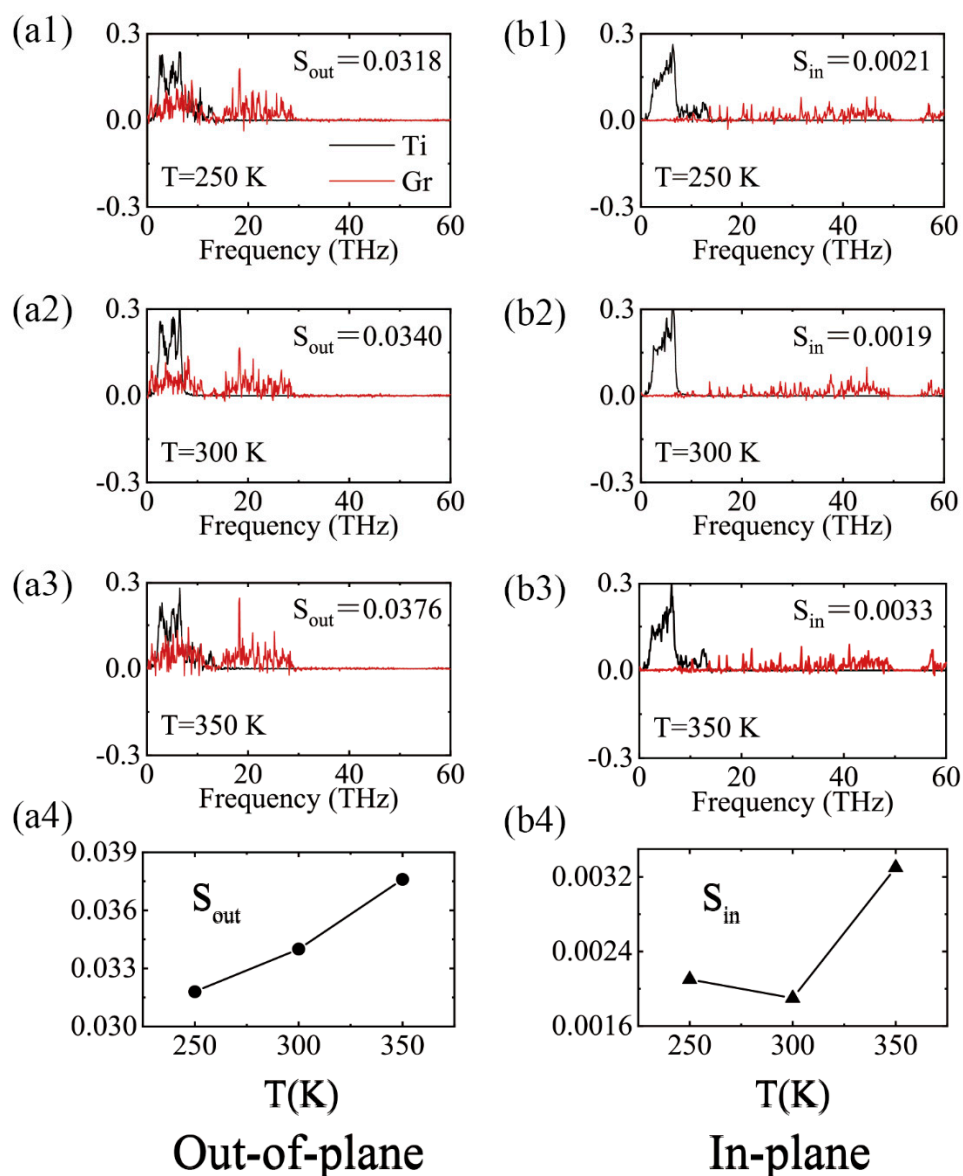 (a1)
0.3
0.0
-0.3
S_out=0.0318
Ti
Gr
T=250 K
0 20 40 60
Frequency (THz)
(b1)
0.3
0.0
-0.3
S_in=0.0021
T=250 K
0 20 40 60
Frequency (THz)
(a2)
0.3
0.0
-0.3
S_out=0.0340
T=300 K
0 20 40 60
Frequency (THz)
(b2)
0.3
0.0
-0.3
S_in=0.0019
T=300 K
0 20 40 60
Frequency (THz)
(a3)
0.3
0.0
-0.3
S_out=0.0376
T=350 K
0 20 40 60
Frequency (THz)
(b3)
0.3
0.0
-0.3
S_in=0.0033
T=350 K
0 20 40 60
Frequency (THz)
(a4)
0.039
0.036
0.033
0.030
S_out
250 300 350
T(K)
Out-of-plane
(b4)
0.0032
0.0024
0.0016
S_in
250 300 350
T(K)
In-plane